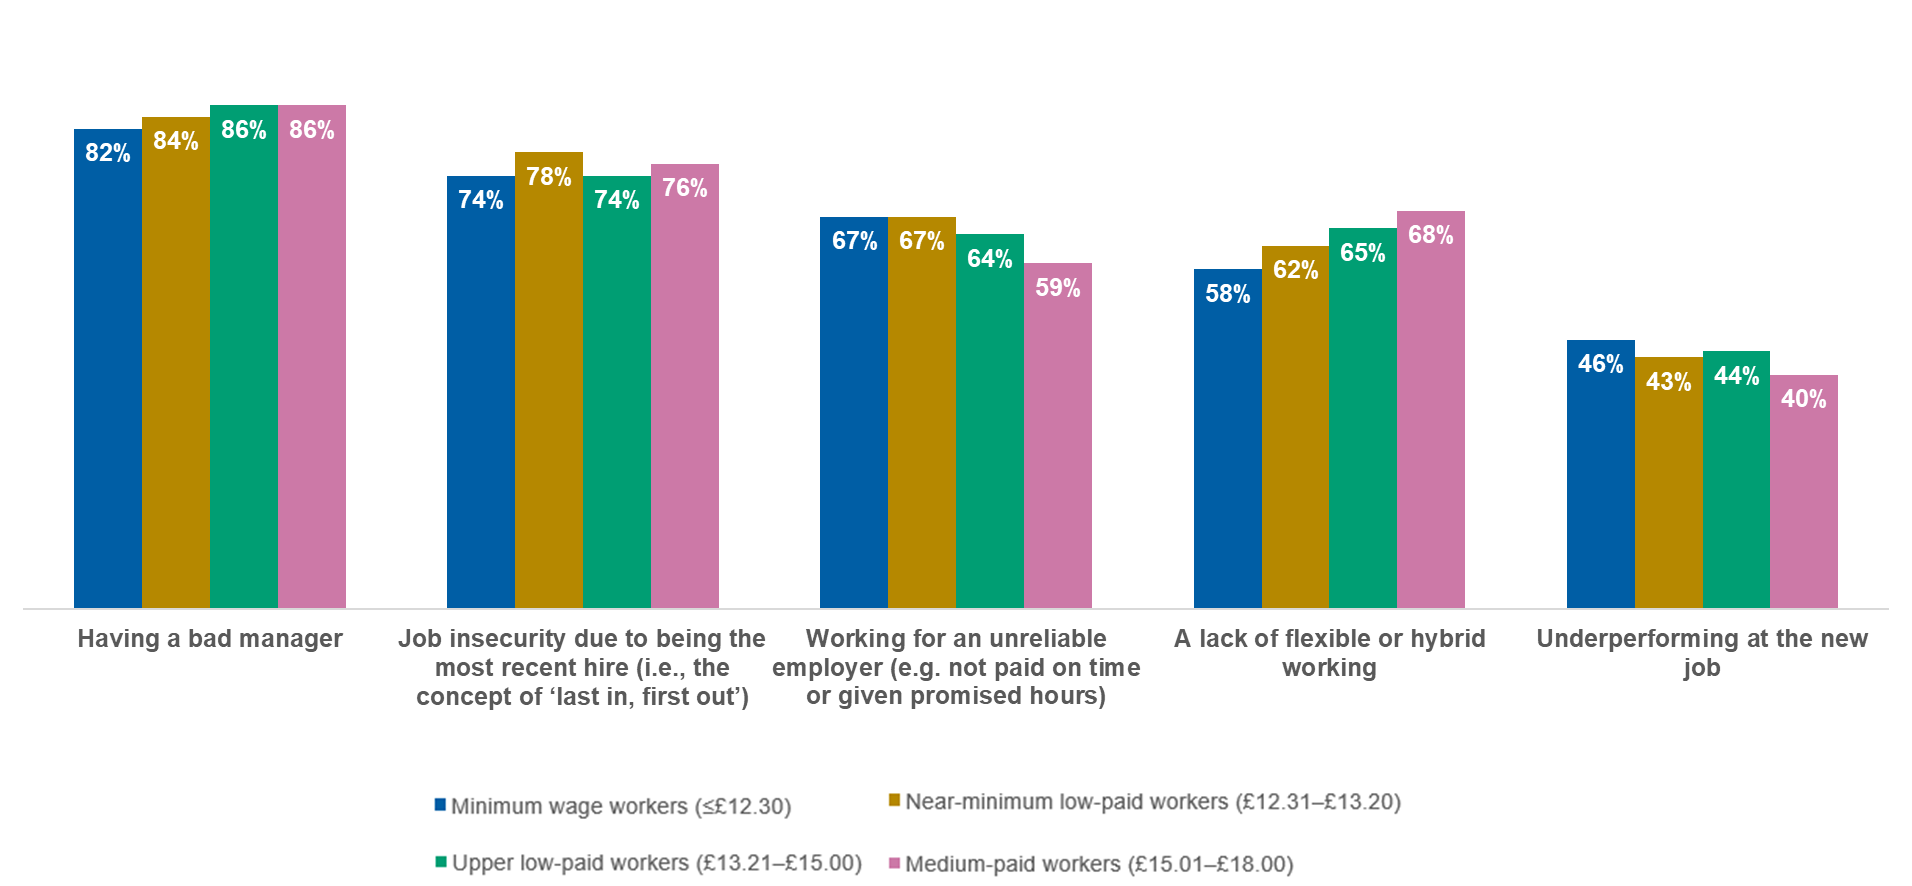 82% 84% 86% 86%
74% 78% 74% 76%
67% 67% 64% 59%
58% 62% 65% 68%
46% 43% 44% 40%
Having a bad manager
Job insecurity due to being the
most recent hire (i.e., the
concept of ‘last in, first out’)
Working for an unreliable
employer (e.g. not paid on time
or given promised hours)
A lack of flexible or hybrid
working
Underperforming at the new
job
Minimum wage workers (≤£12.30)
Near-minimum low-paid workers (£12.31–£13.20)
Upper low-paid workers (£13.21–£15.00)
Medium-paid workers (£15.01–£18.00)